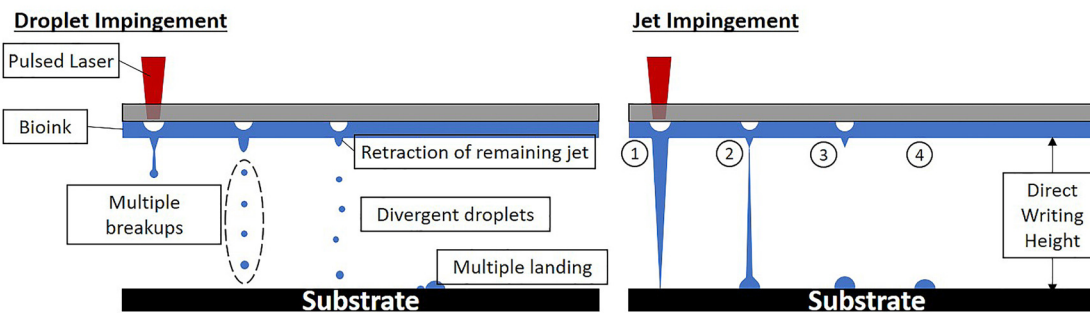 Droplet Impingement
Pulsed Laser
Bioink
Retraction of remaining jet
Multiple
breakups
Divergent droplets
Multiple landing
Substrate
Jet Impingement
1
2
3
4
Direct
Writing
Height
Substrate